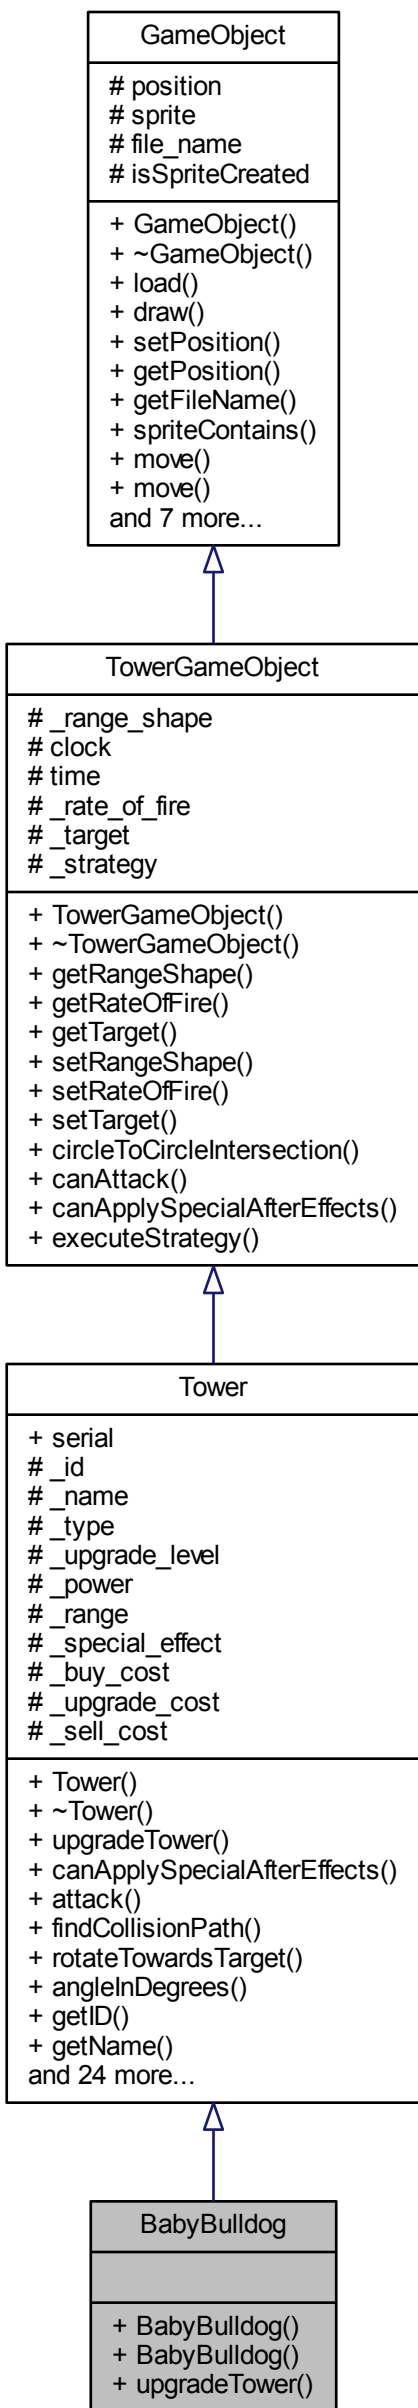 GameObject
# position
# sprite
# file_name
# isSpriteCreated
+ GameObject()
+ ~GameObject()
+ load()
+ draw()
+ setPosition()
+ getPosition()
+ getFileName()
+ spriteContains()
+ move()
+ move()
and 7 more...
TowerGameObject
# _range_shape
# clock
# time
# _rate_of_fire
# _target
# _strategy
+ TowerGameObject()
+ ~TowerGameObject()
+ getRangeShape()
+ getRateOfFire()
+ getTarget()
+ setRangeShape()
+ setRateOfFire()
+ setTarget()
+ circleToCircleIntersection()
+ canAttack()
+ canApplySpecialAfterEffects()
+ executeStrategy()
Tower
+ serial
# _id
# _name
# _type
# _upgrade_level
# _power
# _range
# _special_effect
# _buy_cost
# _upgrade_cost
# _sell_cost
+ Tower()
+ ~Tower()
+ upgradeTower()
+ canApplySpecialAfterEffects()
+ attack()
+ findCollisionPath()
+ rotateTowardsTarget()
+ angleInDegrees()
+ getID()
+ getName()
and 24 more...
BabyBulldog
+ BabyBulldog()
+ BabyBulldog()
+ upgradeTower()